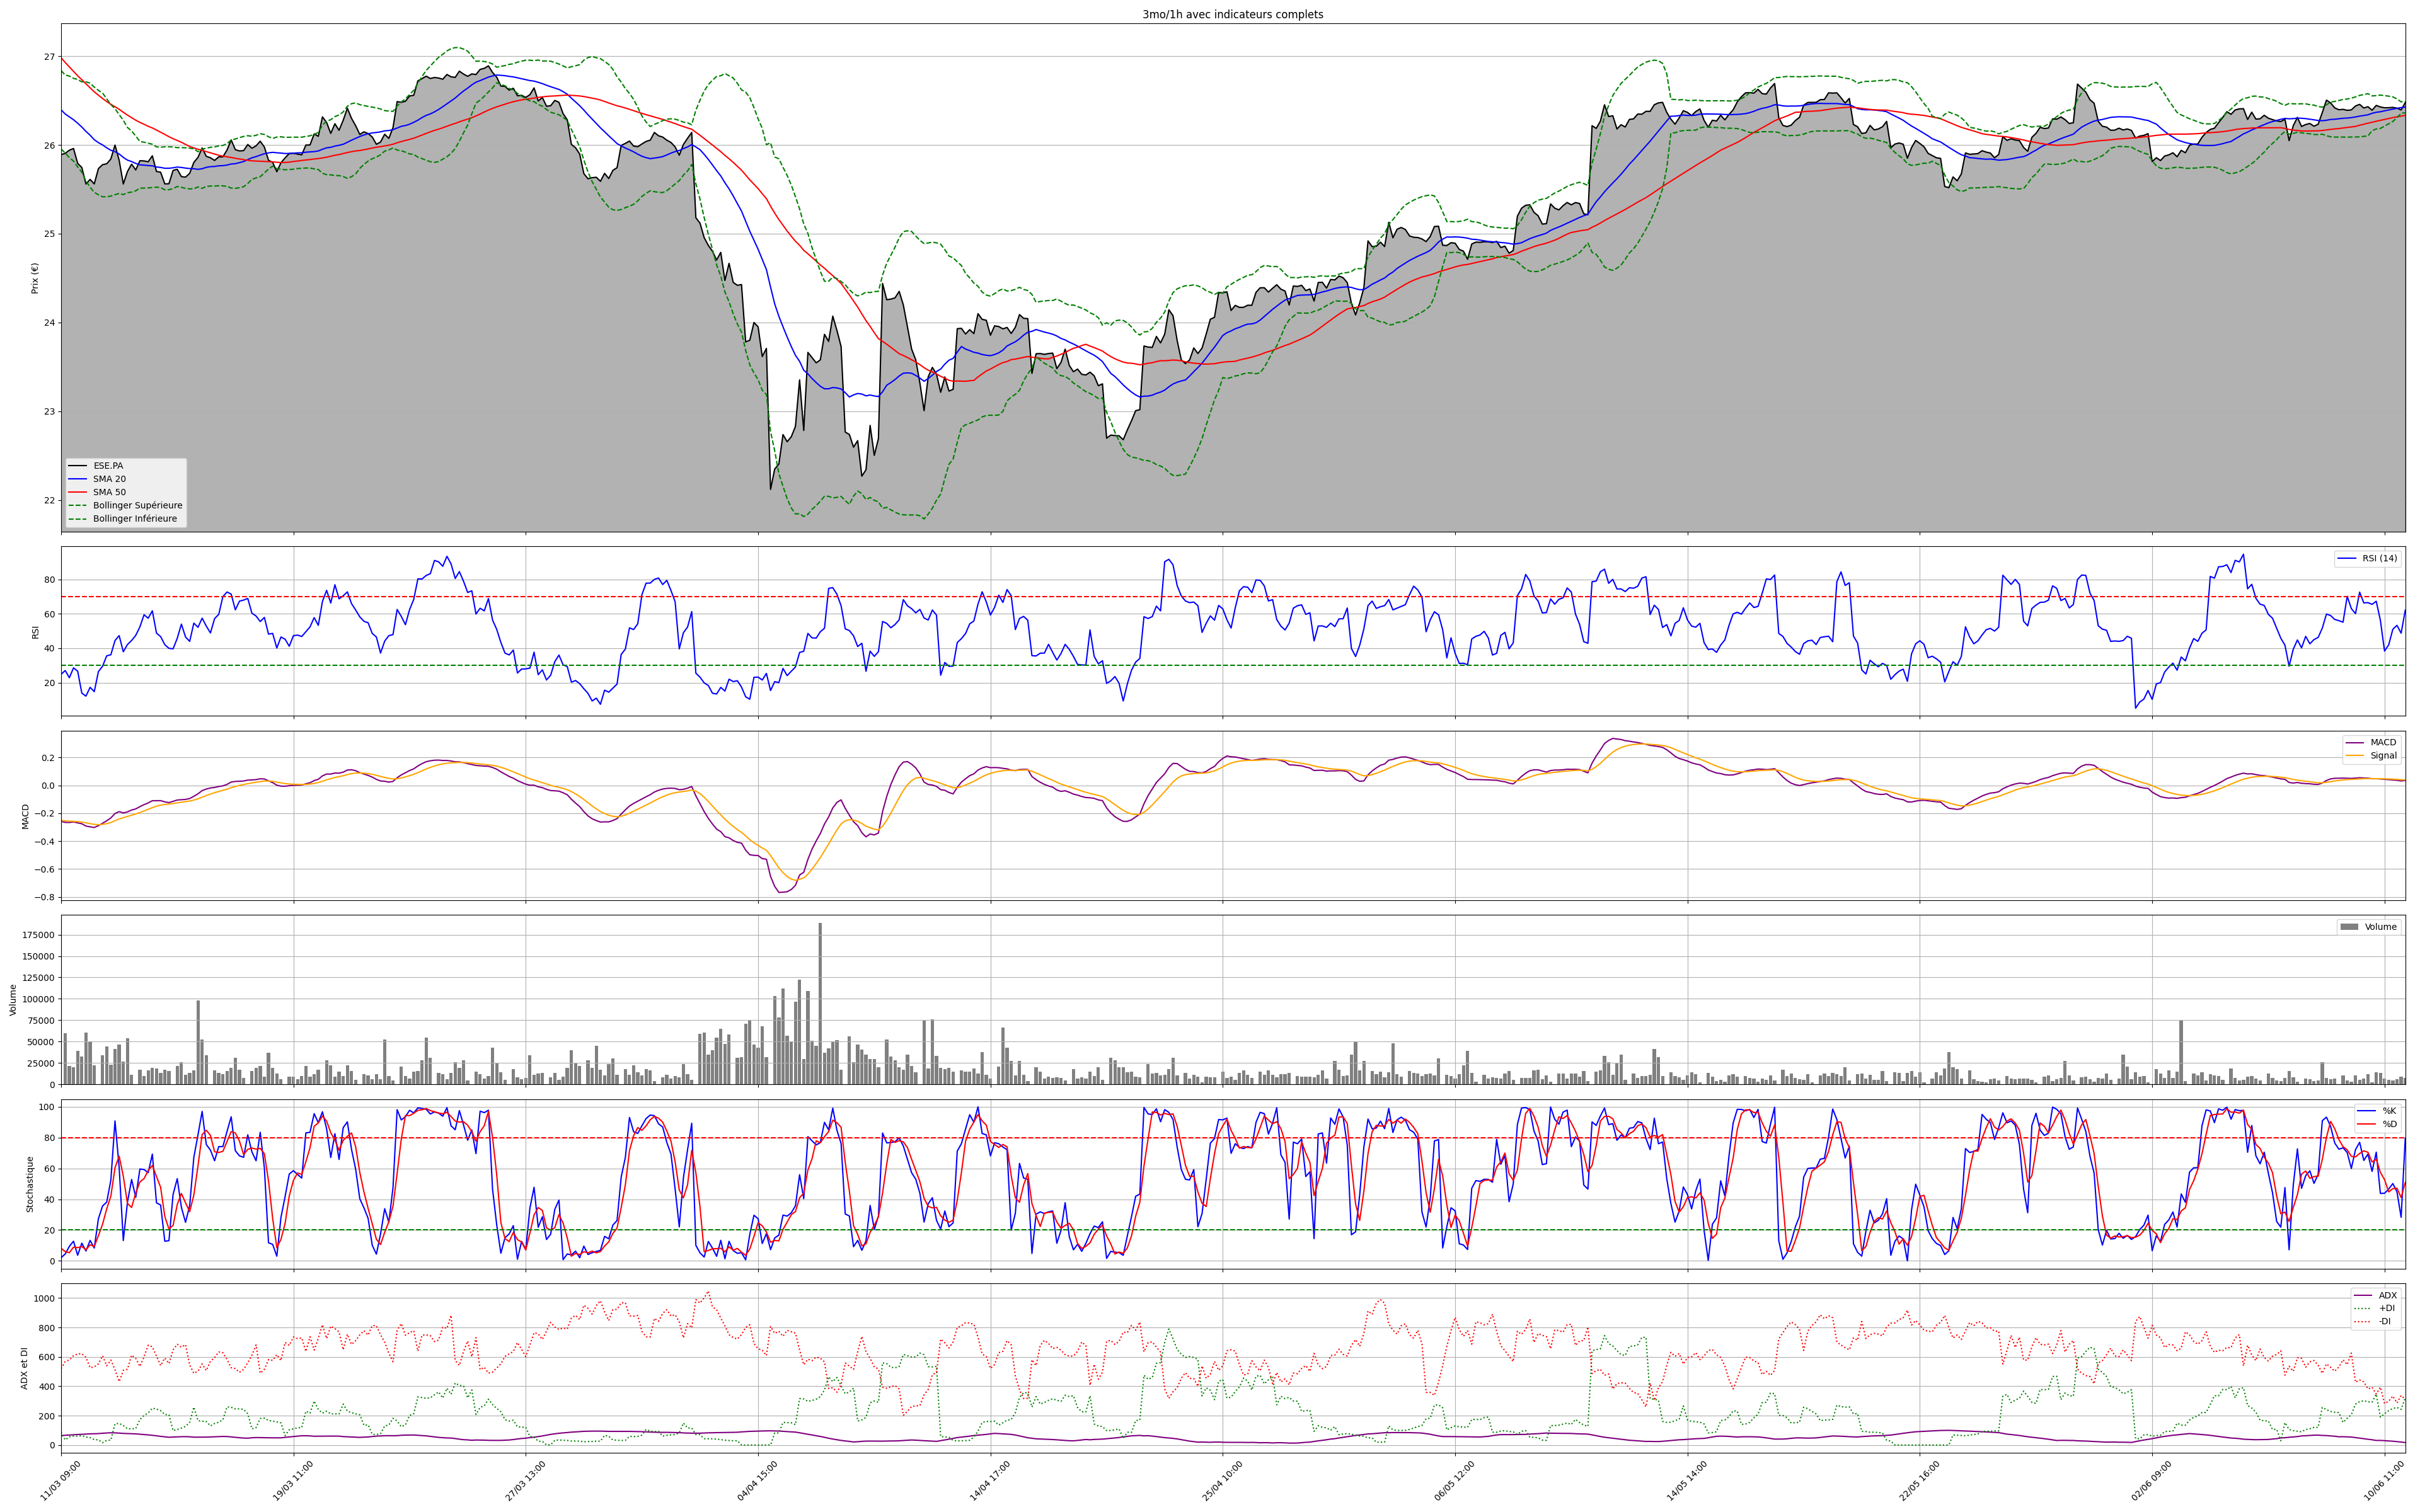 3mo/1h avec indicateurs complets
Prix (€)
27
26
25
24
23
22
ESE.PA
SMA 20
SMA 50
Bollinger Supérieure
Bollinger Inférieure
RSI
80
60
40
20
RSI (14)
MACD
0.2
0.0
−0.2
−0.4
−0.6
−0.8
MACD
Signal
Volume
175000
150000
125000
100000
75000
50000
25000
0
Volume
Stochastique
100
80
60
40
20
0
%K
%D
ADX et DI
1000
800
600
400
200
0
ADX
+DI
-DI
11/03 09:00
19/03 11:00
27/03 13:00
04/04 15:00
14/04 17:00
25/04 10:00
06/05 12:00
14/05 14:00
22/05 16:00
02/06 09:00
10/06 11:00